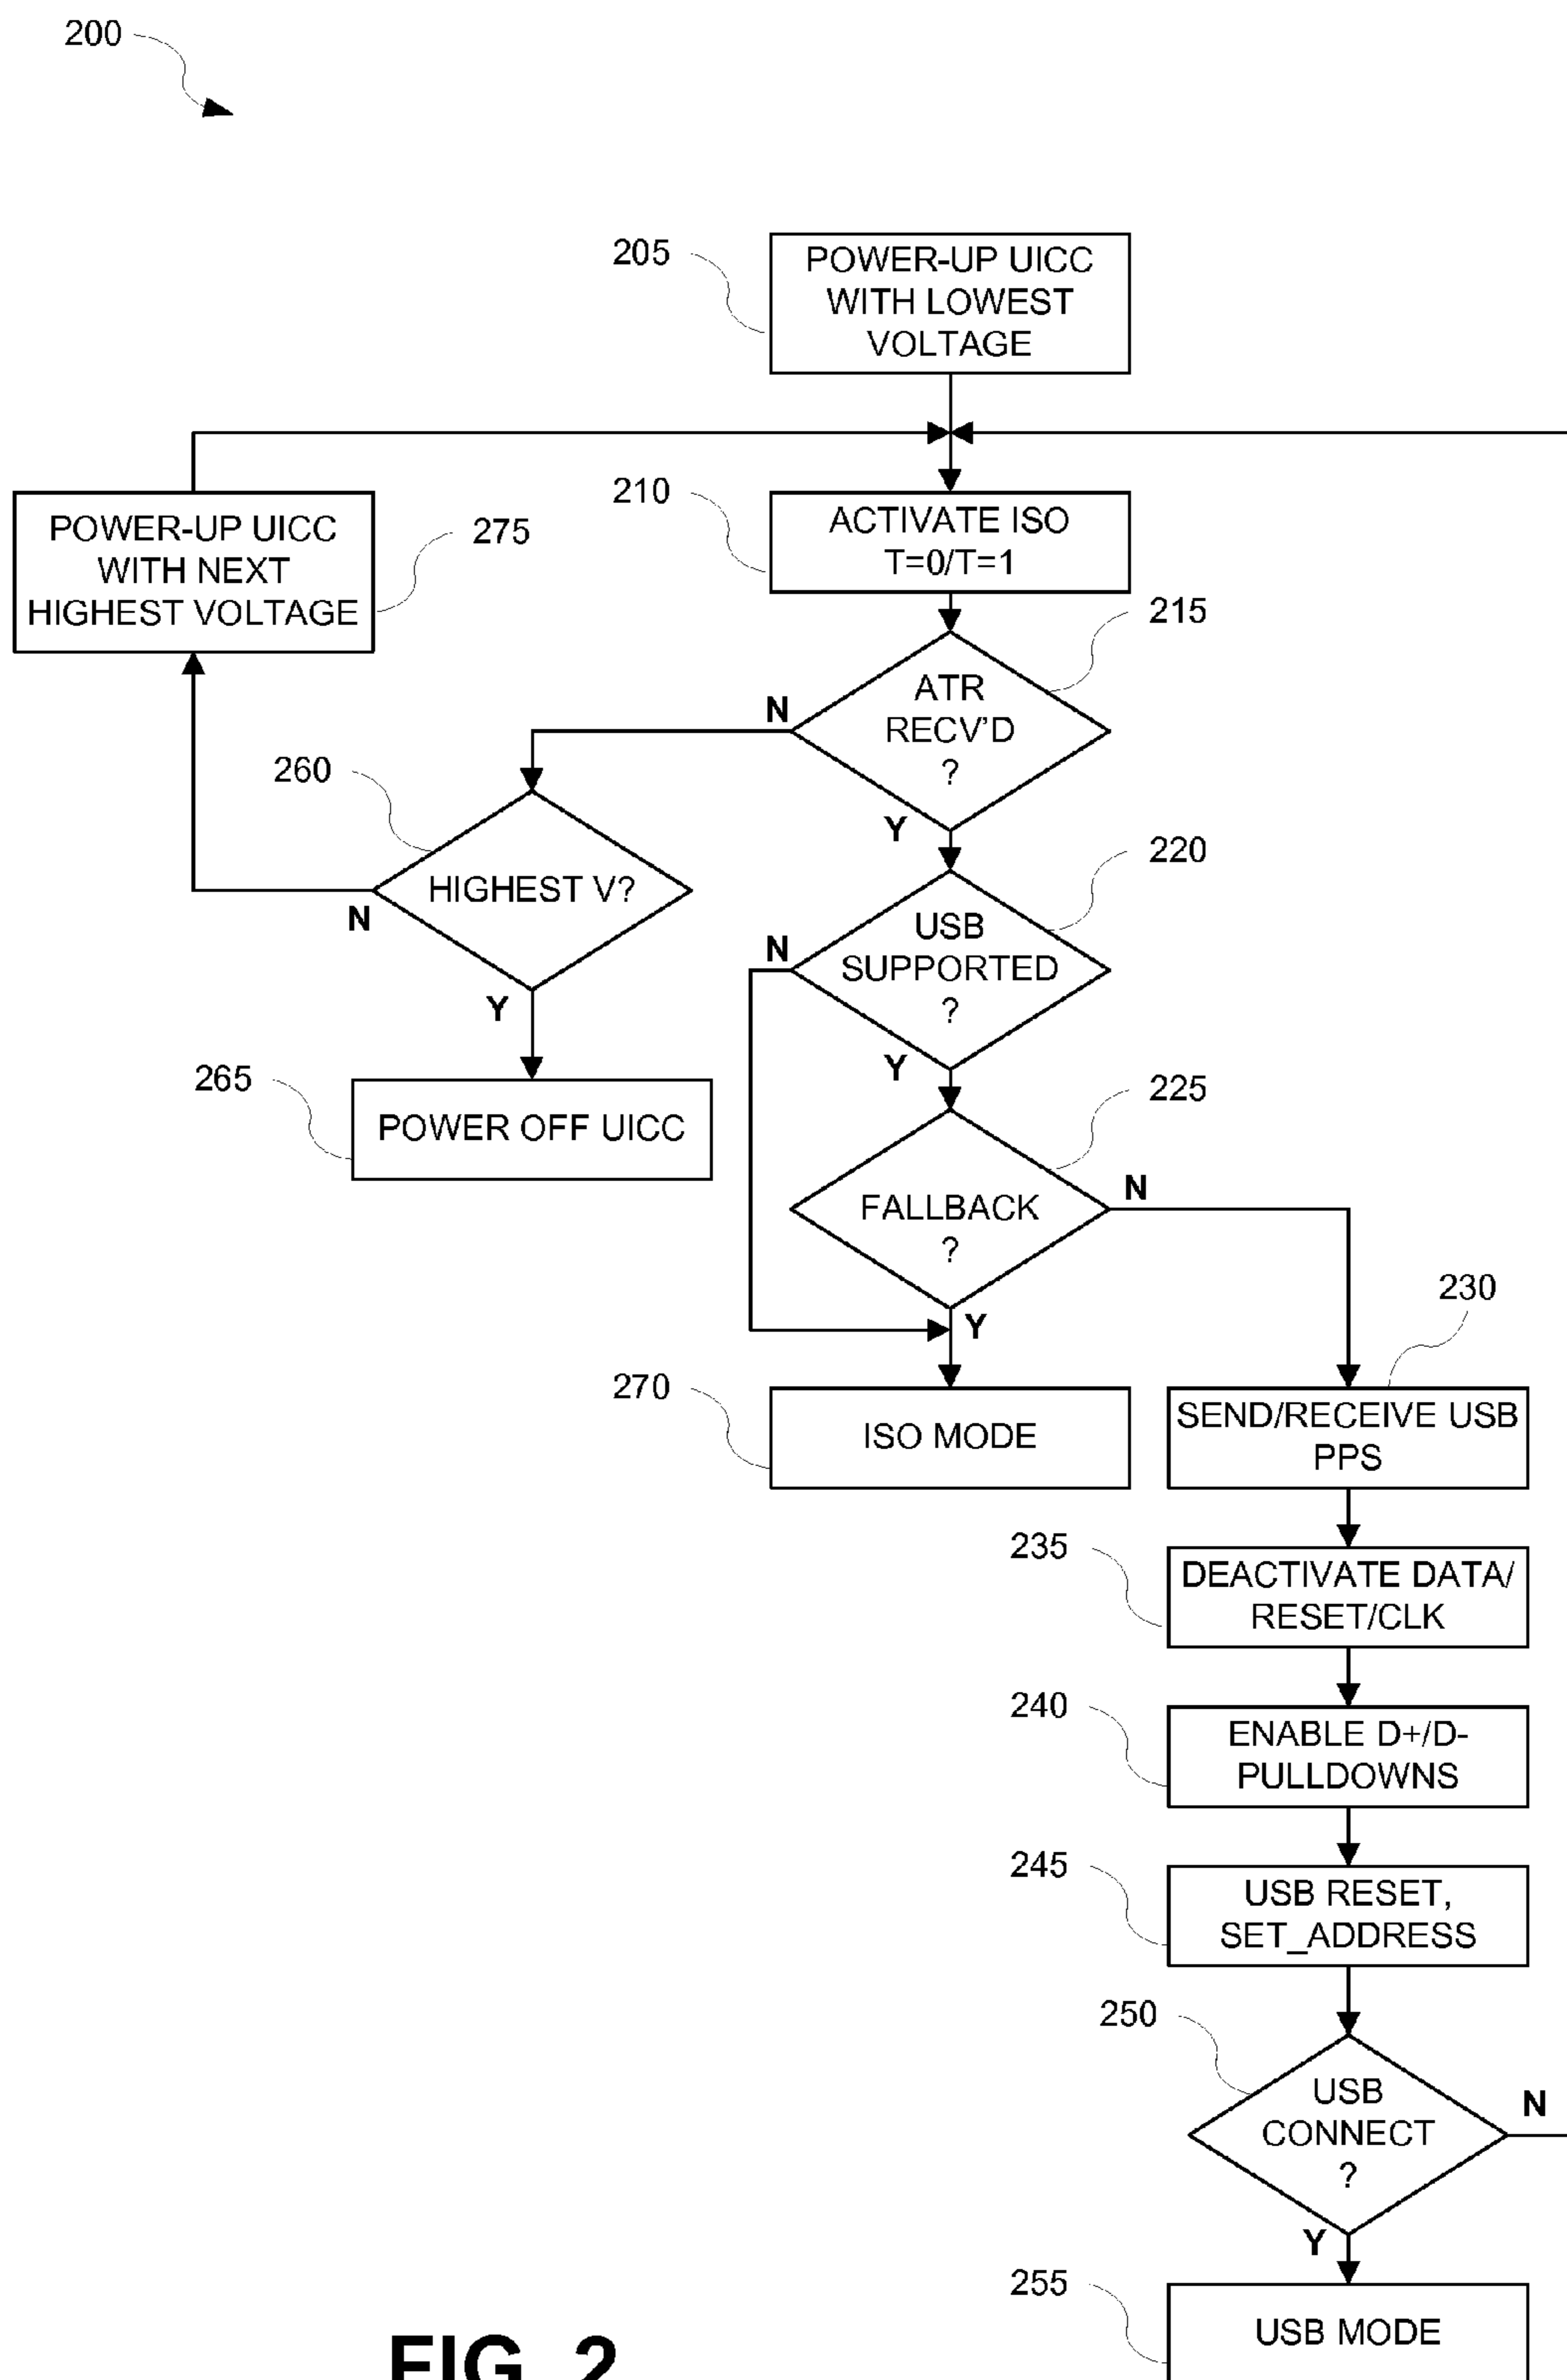 200
205
POWER-UP UICC
WITH LOWEST
VOLTAGE
210
ACTIVATE ISO
T=0/T=1
POWER-UP UICC
WITH NEXT
HIGHEST VOLTAGE
275
215
ATR
RECV'D
?
N
Y
260
HIGHEST V?
N
Y
220
USB
SUPPORTED
?
N
Y
265
POWER OFF UICC
225
FALLBACK
?
N
Y
230
270
ISO MODE
SEND/RECEIVE USB
PPS
235
DEACTIVATE DATA/
RESET/CLK
240
ENABLE D+/D-
PULLDOWNS
245
USB RESET,
SET_ADDRESS
250
USB
CONNECT
?
N
Y
255
USB MODE
FIG. 2